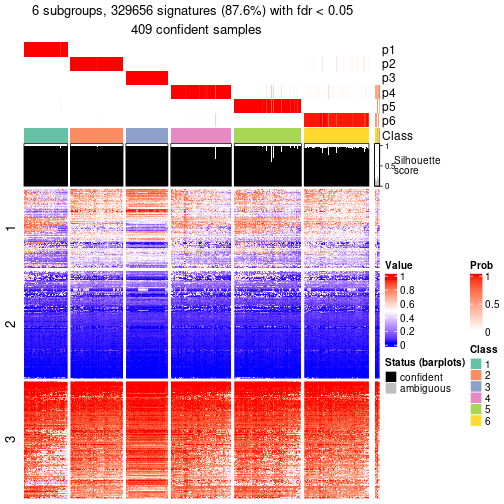 6 subgroups, 329656 signatures (87.6%) with fdr < 0.05
409 confident samples
p1
p2
p3
p4
p5
p6
Class
1
0.5
0
Silhouette
score
1
2
3
Value
1
0.8
0.6
0.4
0.2
0
Status (barplots)
confident
ambiguous
Prob
1
0.5
0
Class
1
2
3
4
5
6